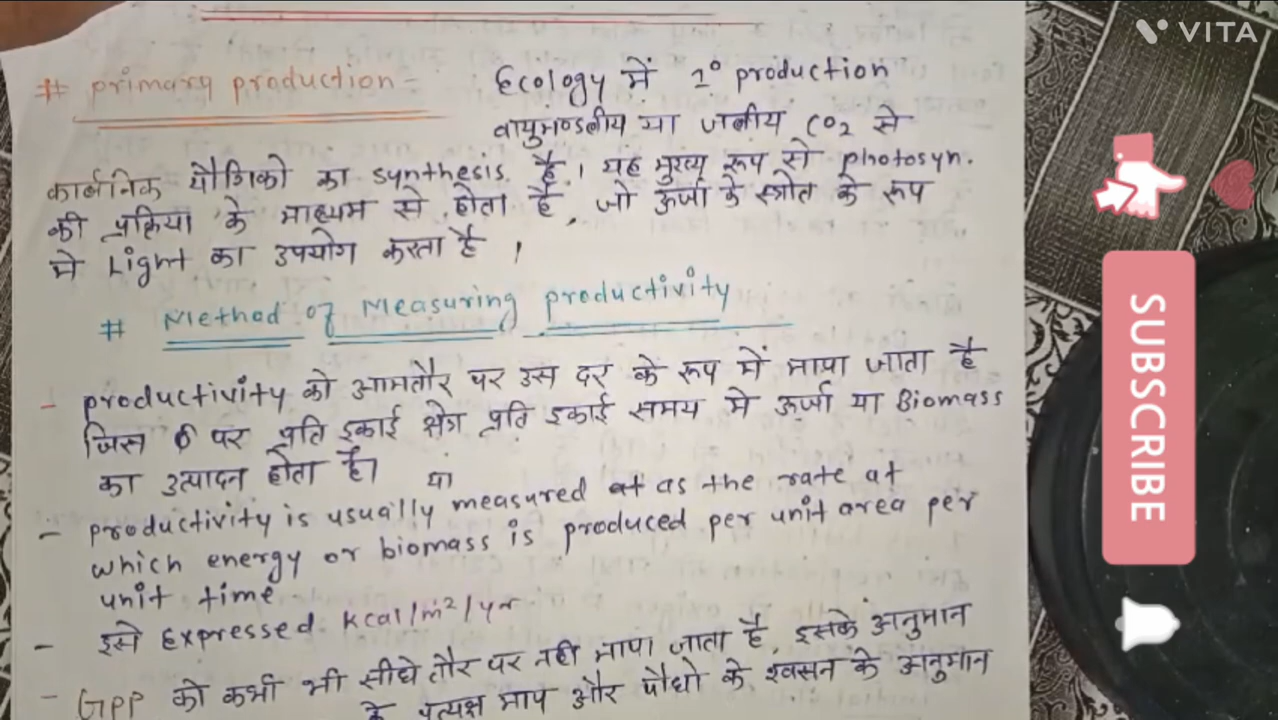 # primary production = Ecology में 1° production
वायुमण्डलीय या जलीय CO2 से
कार्बनिक यौगिको का synthesis है। यह मुख्य रूप से photosyn.
की प्रक्रिया के माध्यम से होता है, जो ऊर्जा के स्त्रोत के रूप
मे Light का उपयोग करता है ।
# Method of Measuring productivity
- productivity को आमतौर पर उस दर के रूप में मापा जाता है
जिस पर प्रति इकाई क्षेत्र प्रति इकाई समय मे ऊर्जा या Biomass
का उत्पादन होता है। या
- productivity is usually measured at as the rate at
which energy or biomass is produced per unit area per
unit time
- इसे Expressed Kcal/m²/yr
- GPP को कभी भी सीधे तौर पर नही मापा जाता है, इसके अनुमान
के प्रत्यक्ष माप और पौधो के श्वसन के अनुमान
VITA
SUBSCRIBE